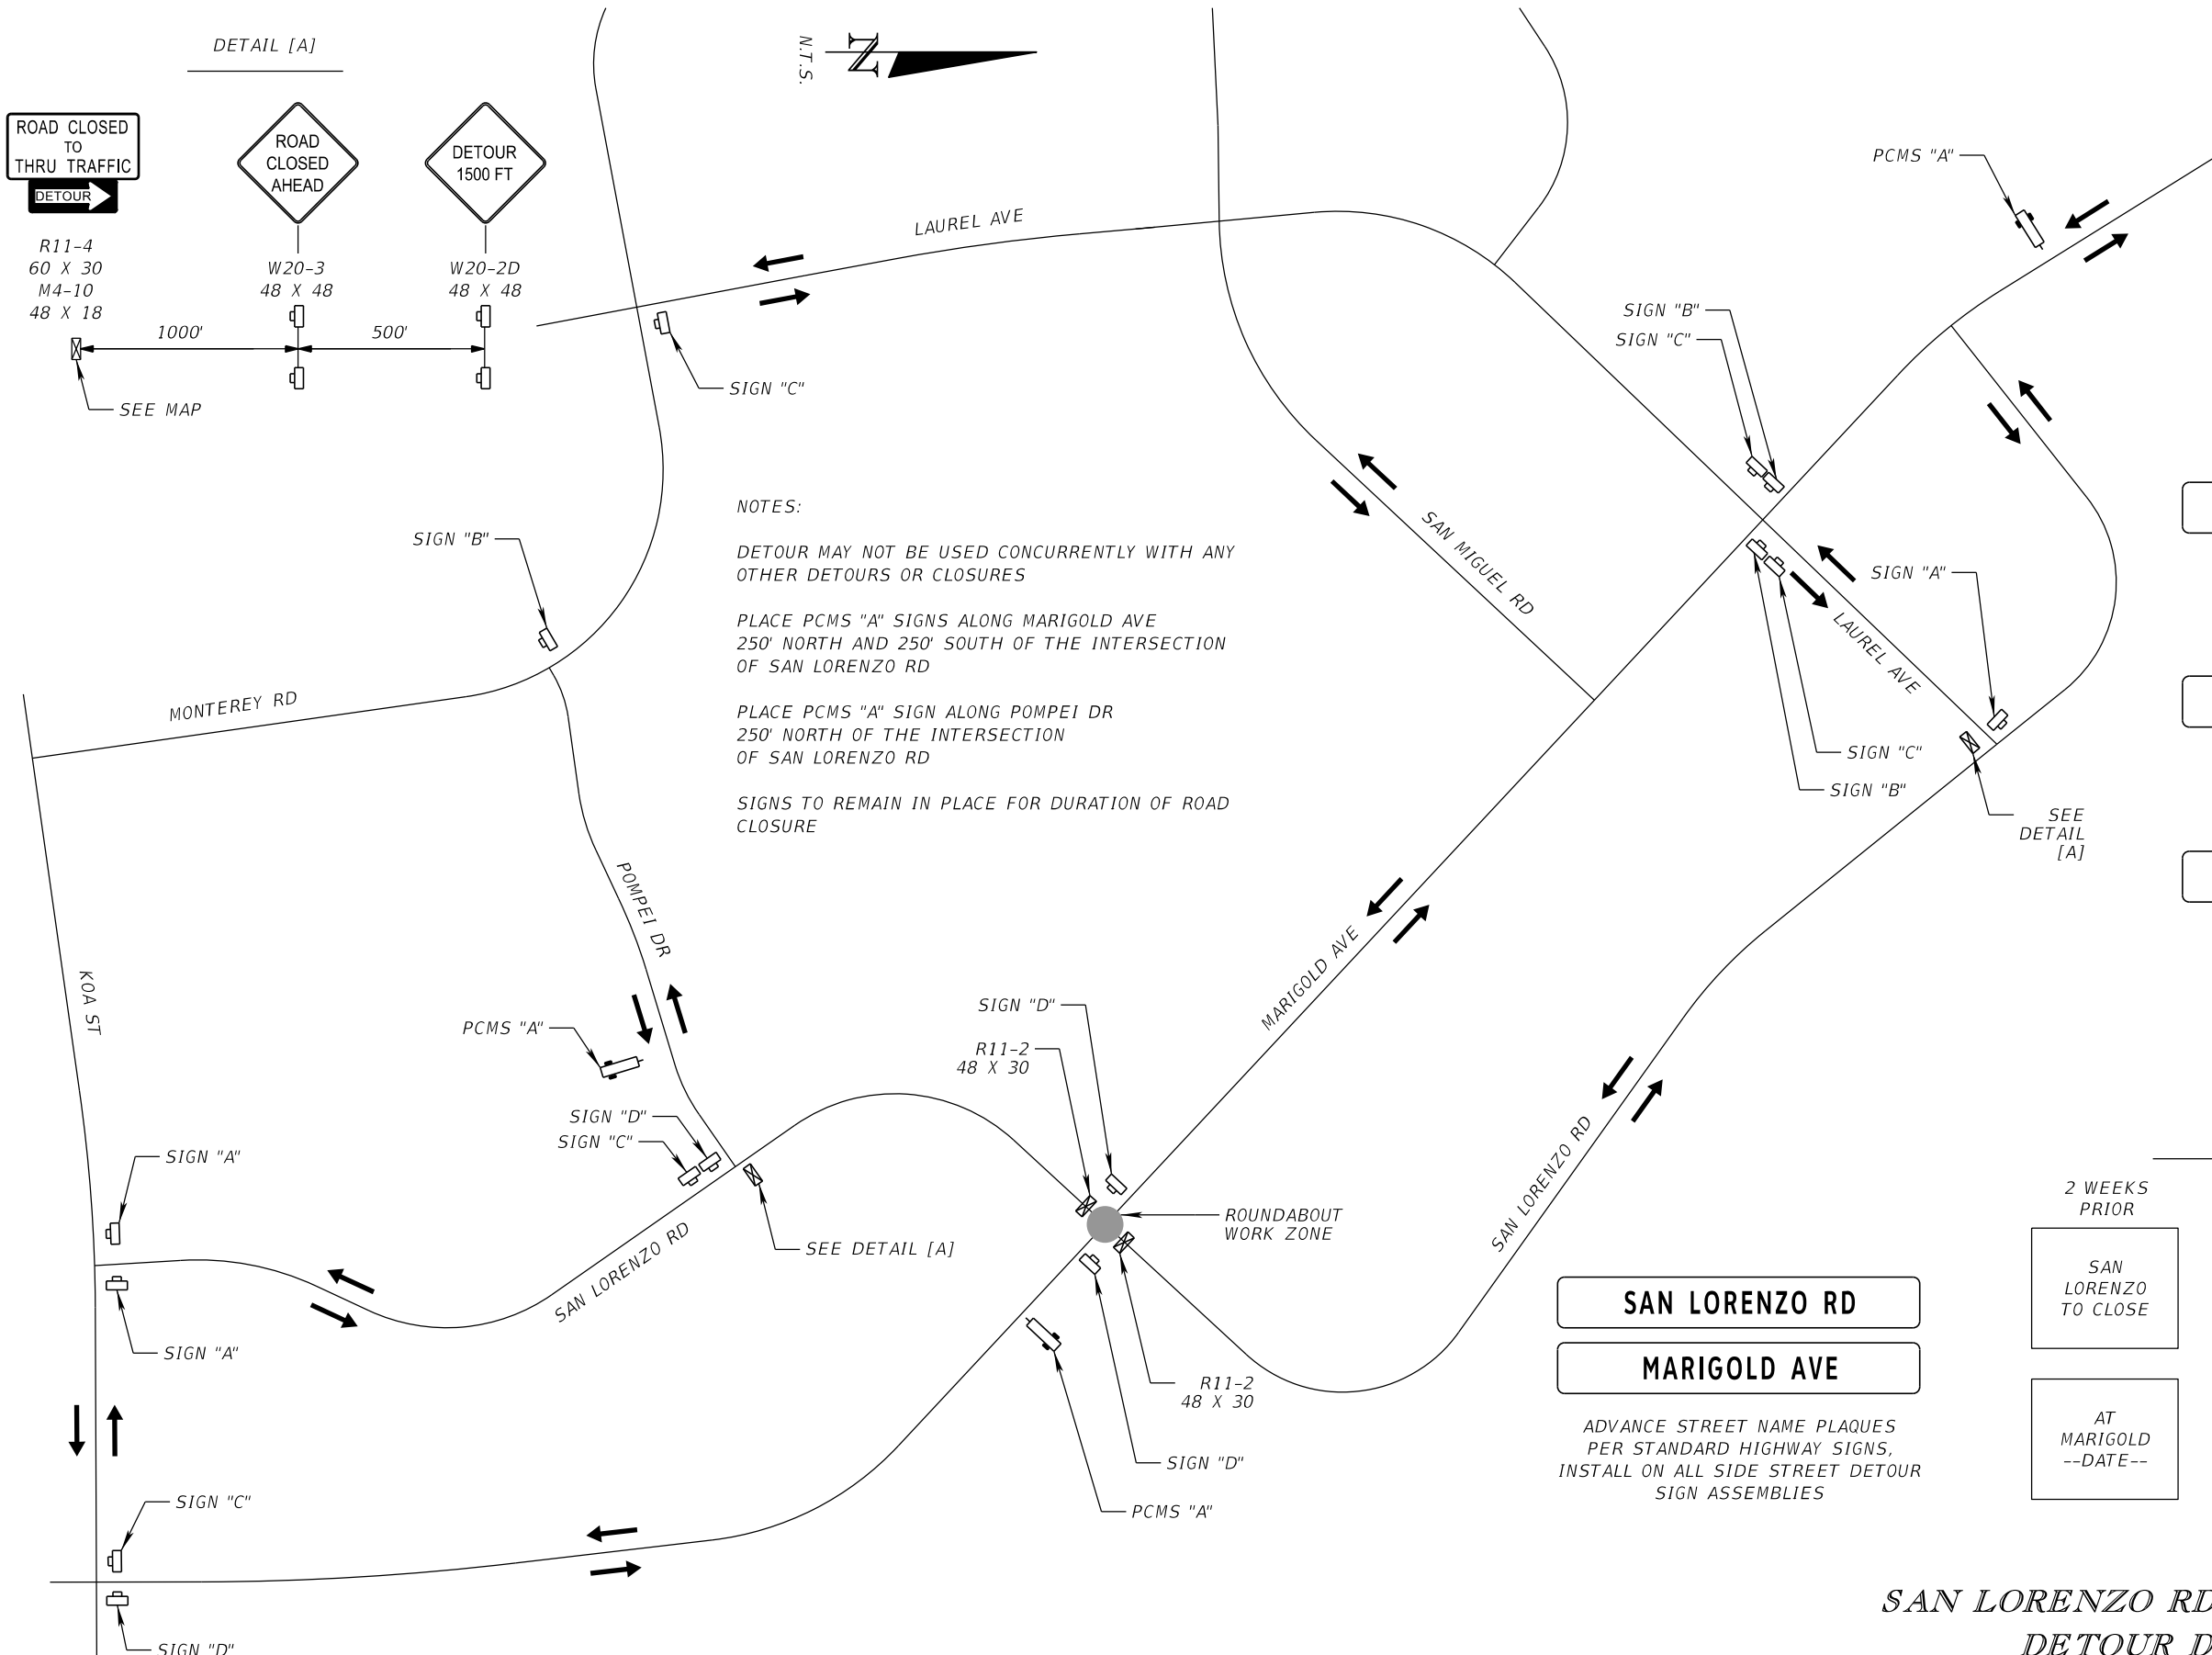 DETAIL [A]
ROAD CLOSED
TO
THRU TRAFFIC
DETOUR
R11-4
60 X 30
M4-10
48 X 18
ROAD
CLOSED
AHEAD
W20-3
48 X 48
DETOUR
1500 FT
W20-2D
48 X 48
1000'
500'
SEE MAP
N.T.S.
N
LAUREL AVE
SIGN "C"
PCMS "A"
SIGN "B"
SIGN "C"
SIGN "B"
MONTEREY RD
NOTES:
DETOUR MAY NOT BE USED CONCURRENTLY WITH ANY
OTHER DETOURS OR CLOSURES
PLACE PCMS "A" SIGNS ALONG MARIGOLD AVE
250' NORTH AND 250' SOUTH OF THE INTERSECTION
OF SAN LORENZO RD
PLACE PCMS "A" SIGN ALONG POMPEI DR
250' NORTH OF THE INTERSECTION
OF SAN LORENZO RD
SIGNS TO REMAIN IN PLACE FOR DURATION OF ROAD
CLOSURE
SAN MIGUEL RD
SIGN "A"
LAUREL AVE
SIGN "C"
SIGN "B"
SEE
DETAIL
[A]
POMPEI DR
KOA ST
MARIGOLD AVE
PCMS "A"
SIGN "D"
SIGN "C"
SIGN "D"
R11-2
48 X 30
SIGN "A"
SIGN "A"
SAN LORENZO RD
SEE DETAIL [A]
ROUNDABOUT
WORK ZONE
SAN LORENZO RD
R11-2
48 X 30
SIGN "D"
PCMS "A"
SIGN "C"
SIGN "D"
SAN LORENZO RD
MARIGOLD AVE
ADVANCE STREET NAME PLAQUES
PER STANDARD HIGHWAY SIGNS,
INSTALL ON ALL SIDE STREET DETOUR
SIGN ASSEMBLIES
2 WEEKS
PRIOR
SAN
LORENZO
TO CLOSE
AT
MARIGOLD
--DATE--
SAN LORENZO RD
DETOUR D